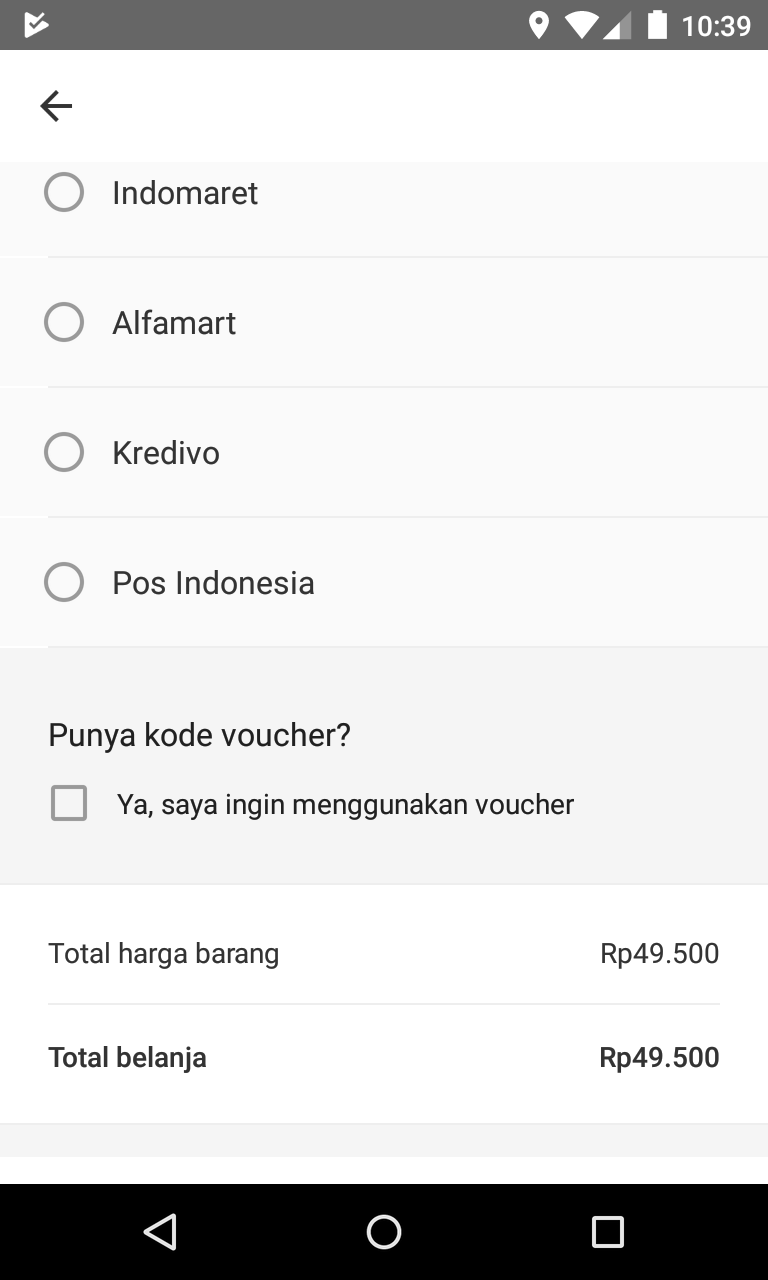 10:39
Indomaret
Alfamart
Kredivo
Pos Indonesia
Punya kode voucher?
Ya, saya ingin menggunakan voucher
Total harga barang Rp49.500
Total belanja Rp49.500